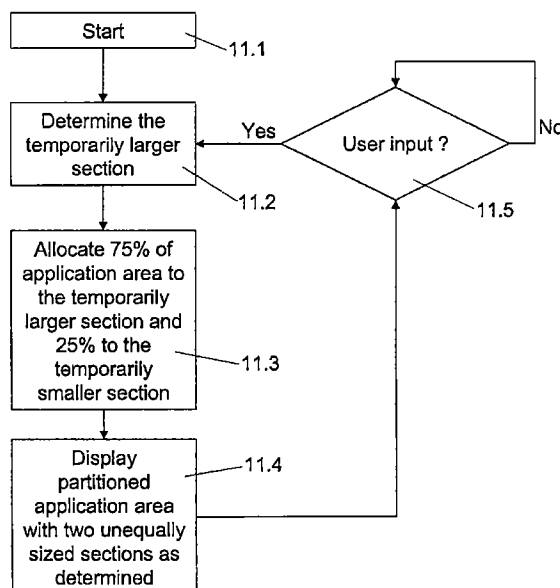 Start
11.1
Determine the
temporarily larger
section
11.2
Yes
User input ?
No
11.5
Allocate 75% of
application area to
the temporarily
larger section and
25% to the
temporarily
smaller section
11.3
Display
partitioned
application area
with two unequally
sized sections as
determined
11.4